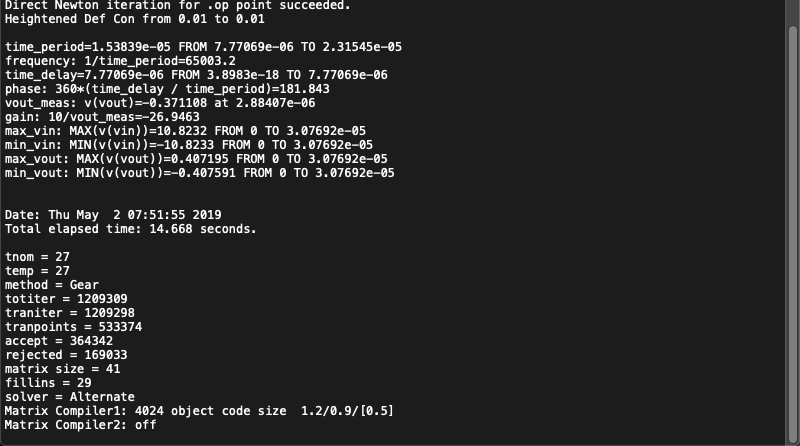 Direct Newton iteration for .op point succeeded.
Heightened Def Con from 0.01 to 0.01
time_period=1.53839e-05 FROM 7.77069e-06 TO 2.31545e-05
frequency: 1/time_period=65003.2
time_delay=7.77069e-06 FROM 3.8983e-18 TO 7.77069e-06
phase: 360*(time_delay / time_period)=181.843
vout_meas: v(vout)=-0.371108 at 2.88407e-06
gain: 10/vout_meas=-26.9463
max_vin: MAX(v(vin))=10.8232 FROM 0 TO 3.07692e-05
min_vin: MIN(v(vin))=-10.8233 FROM 0 TO 3.07692e-05
max_vout: MAX(v(vout))=0.407195 FROM 0 TO 3.07692e-05
min_vout: MIN(v(vout))=-0.407591 FROM 0 TO 3.07692e-05
Date: Thu May  2 07:51:55 2019
Total elapsed time: 14.668 seconds.
tnom = 27
temp = 27
method = Gear
totiter = 1209309
traniter = 1209298
tranpoints = 533374
accept = 364342
rejected = 169033
matrix size = 41
fillins = 29
solver = Alternate
Matrix Compiler1: 4024 object code size  1.2/0.9/[0.5]
Matrix Compiler2: off